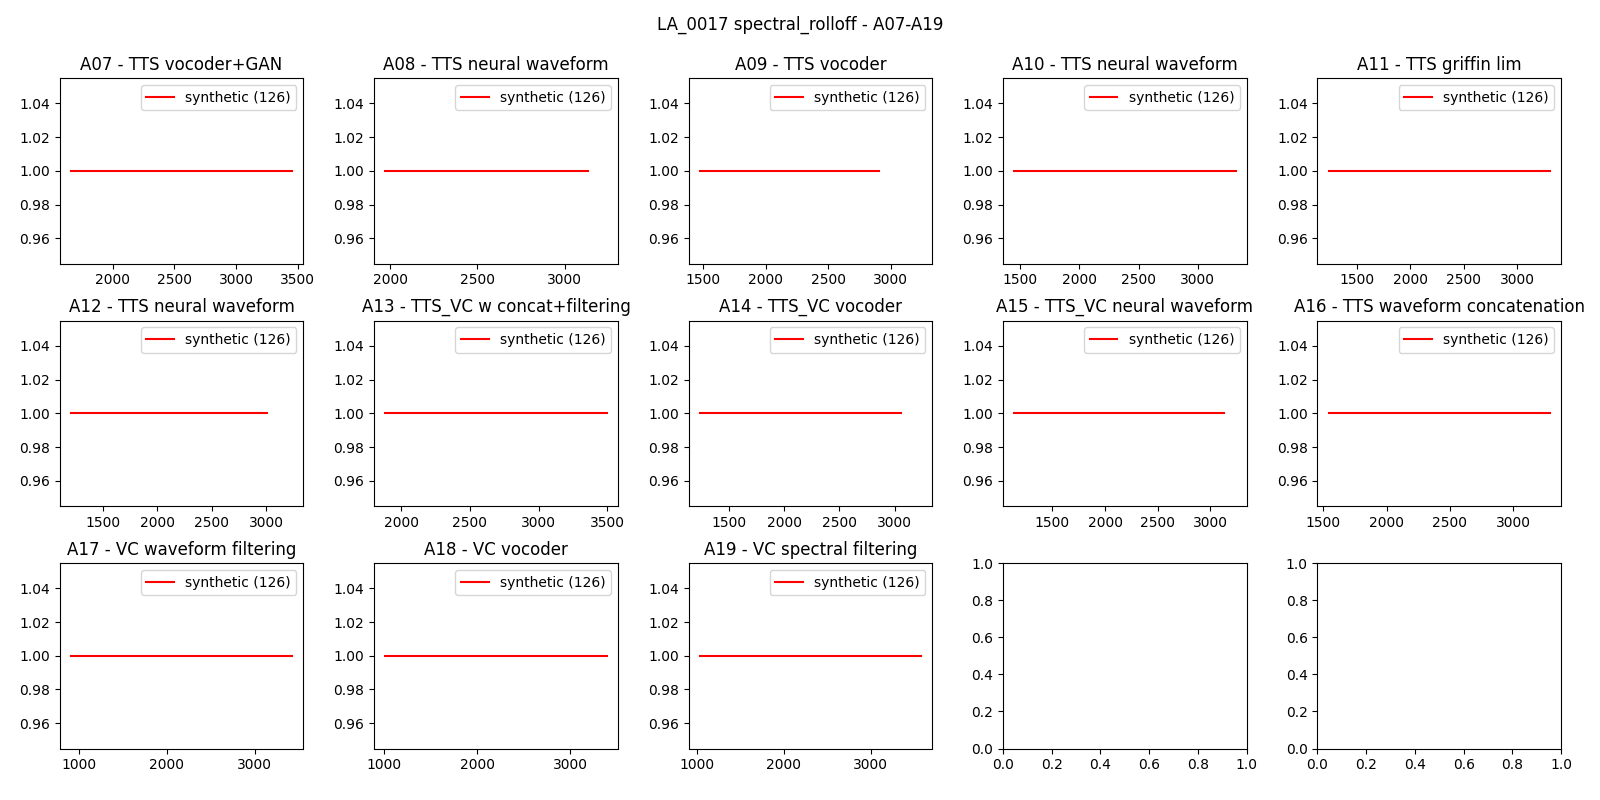 LA_0017 spectral_rolloff - A07-A19
A07 - TTS vocoder+GAN
synthetic (126)
1.04
1.02
1.00
0.98
0.96
2000 2500 3000 3500
A08 - TTS neural waveform
synthetic (126)
1.04
1.02
1.00
0.98
0.96
2000 2500 3000
A09 - TTS vocoder
synthetic (126)
1.04
1.02
1.00
0.98
0.96
1500 2000 2500 3000
A10 - TTS neural waveform
synthetic (126)
1.04
1.02
1.00
0.98
0.96
1500 2000 2500 3000
A11 - TTS griffin lim
synthetic (126)
1.04
1.02
1.00
0.98
0.96
1500 2000 2500 3000
A12 - TTS neural waveform
synthetic (126)
1.04
1.02
1.00
0.98
0.96
1500 2000 2500 3000
A13 - TTS_VC w concat+filtering
synthetic (126)
1.04
1.02
1.00
0.98
0.96
2000 2500 3000 3500
A14 - TTS_VC vocoder
synthetic (126)
1.04
1.02
1.00
0.98
0.96
1500 2000 2500 3000
A15 - TTS_VC neural waveform
synthetic (126)
1.04
1.02
1.00
0.98
0.96
1500 2000 2500 3000
A16 - TTS waveform concatenation
synthetic (126)
1.04
1.02
1.00
0.98
0.96
1500 2000 2500 3000
A17 - VC waveform filtering
synthetic (126)
1.04
1.02
1.00
0.98
0.96
1000 2000 3000
A18 - VC vocoder
synthetic (126)
1.04
1.02
1.00
0.98
0.96
1000 2000 3000
A19 - VC spectral filtering
synthetic (126)
1.04
1.02
1.00
0.98
0.96
1000 2000 3000
1.0
0.8
0.6
0.4
0.2
0.0
0.0 0.2 0.4 0.6 0.8 1.0
1.0
0.8
0.6
0.4
0.2
0.0
0.0 0.2 0.4 0.6 0.8 1.0